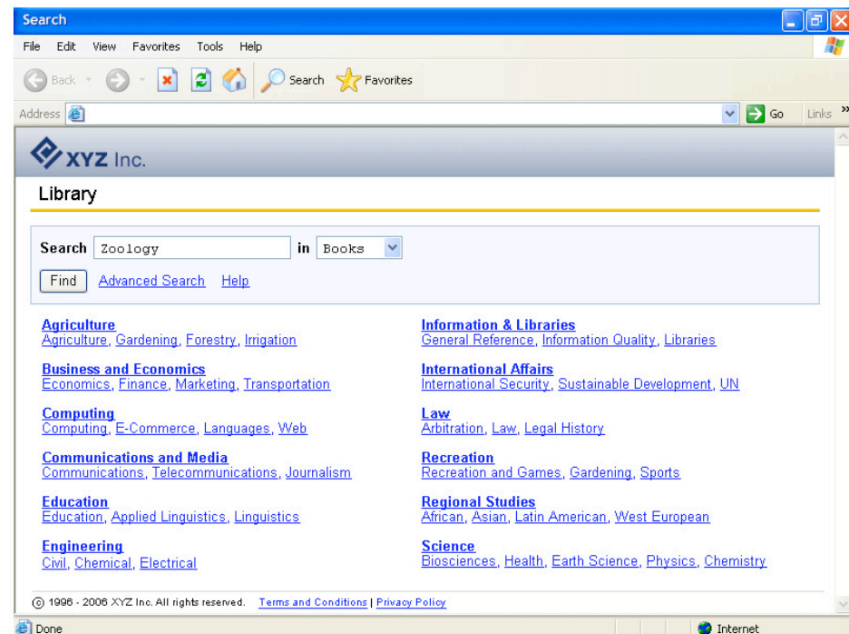 Search
File Edit View Favorites Tools Help
Back Search Favorites
Address Go Links »
XYZ Inc.
Library
Search Zoology in Books
Find Advanced Search Help
Agriculture
Agriculture, Gardening, Forestry, Irrigation
Business and Economics
Economics, Finance, Marketing, Transportation
Computing
Computing, E-Commerce, Languages, Web
Communications and Media
Communications, Telecommunications, Journalism
Education
Education, Applied Linguistics, Linguistics
Engineering
Civil, Chemical, Electrical
Information & Libraries
General Reference, Information Quality, Libraries
International Affairs
International Security, Sustainable Development, UN
Law
Arbitration, Law, Legal History
Recreation
Recreation and Games, Gardening, Sports
Regional Studies
African, Asian, Latin American, West European
Science
Biosciences, Health, Earth Science, Physics, Chemistry
© 1996 - 2006 XYZ Inc. All rights reserved. Terms and Conditions | Privacy Policy
Done Internet